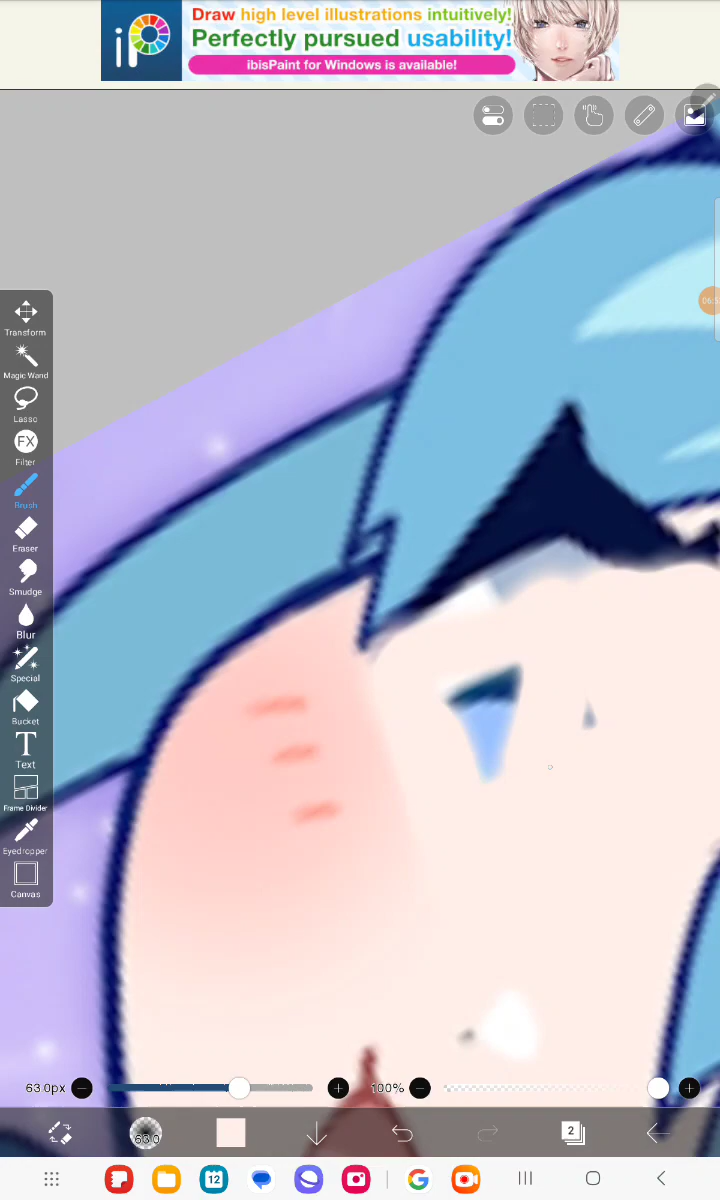 iP
Draw high level illustrations intuitively!
Perfectly pursued usability!
ibisPaint for Windows is available!
Transform
Magic Wand
Lasso
FX
Filter
Brush
Eraser
Smudge
Blur
Special
Bucket
T
Text
Frame Divider
Eyedropper
Canvas
63.0px
100%
63.0
2
12
G